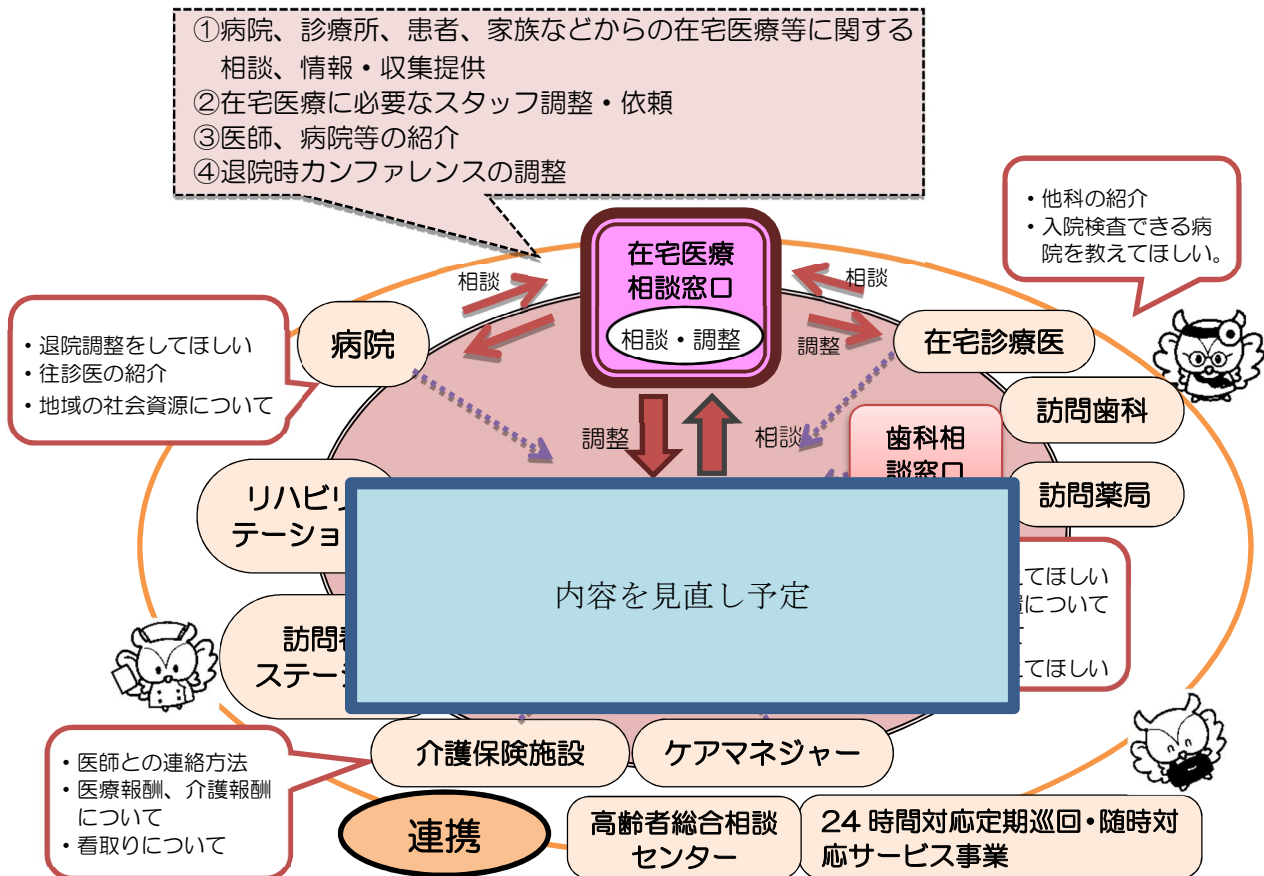 ①病院、診療所、患者、家族などからの在宅医療等に関する
相談、情報・収集提供
②在宅医療に必要なスタッフ調整・依頼
③医師、病院等の紹介
④退院時カンファレンスの調整
・他科の紹介
・入院検査できる病
院を教えてほしい。
在宅医療
相談窓口
相談・調整
相談
相談
調整
・退院調整をしてほしい
・往診医の紹介
・地域の社会資源について
病院
在宅診療医
訪問歯科
調整
相談
歯科相
談窓口
訪問薬局
リハビリ
テーショ
内容を見直し予定
てほしい
について
てほしい
訪問
ステーシ
介護保険施設
ケアマネジャー
・医師との連絡方法
・医療報酬、介護報酬
について
・看取りについて
連携
高齢者総合相談
センター
24時間対応定期巡回・随時対
応サービス事業